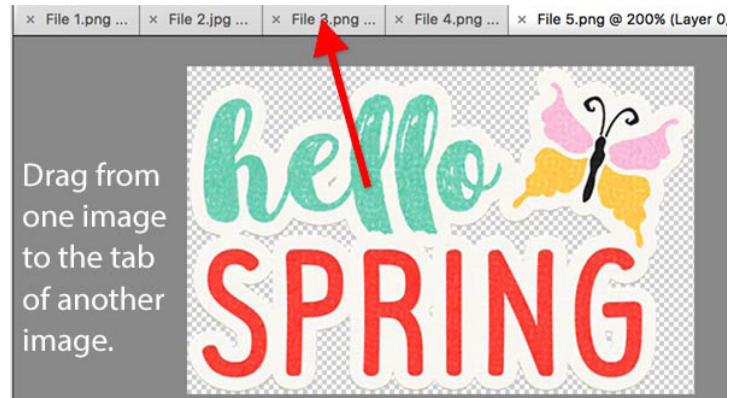 × File 1.png ... × File 2.jpg ... × File 3.png ... × File 4.png ... × File 5.png @ 200% (Layer 0,
hello
SPRING
Drag from
one image
to the tab
of another
image.